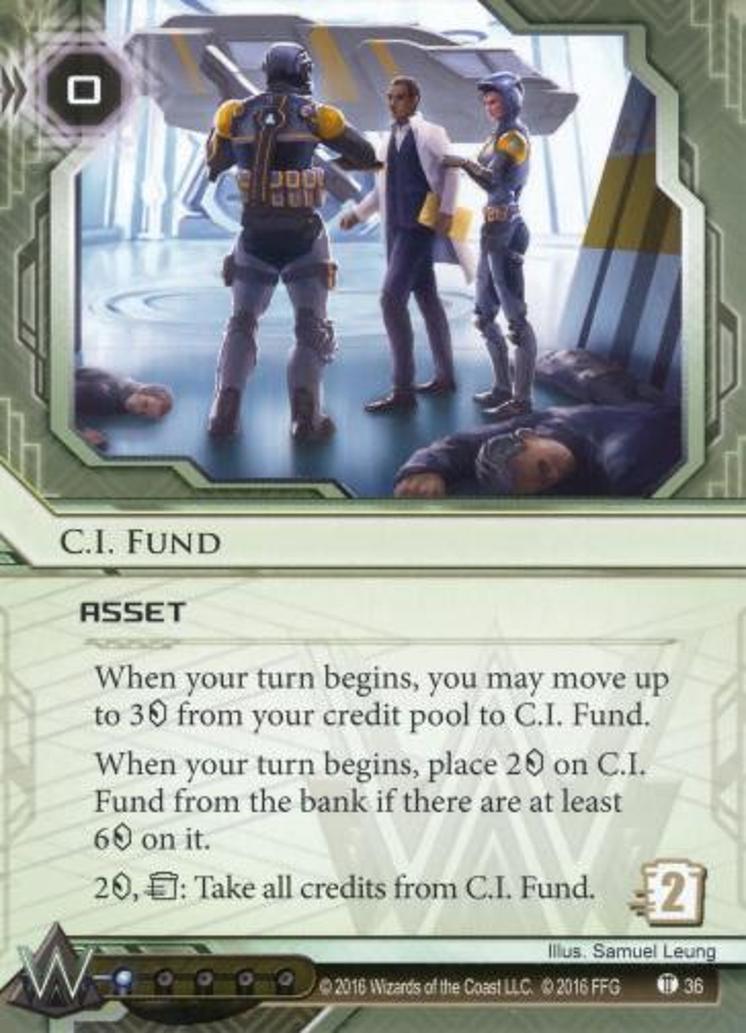 0
C.I. FUND
ASSET
When your turn begins, you may move up
to 3 from your credit pool to C.I. Fund.
When your turn begins, place 2 on C.I.
Fund from the bank if there are at least
6 on it.
2, : Take all credits from C.I. Fund.
2
Illus. Samuel Leung
W
© 2016 Wizards of the Coast LLC. © 2016 FFG 36